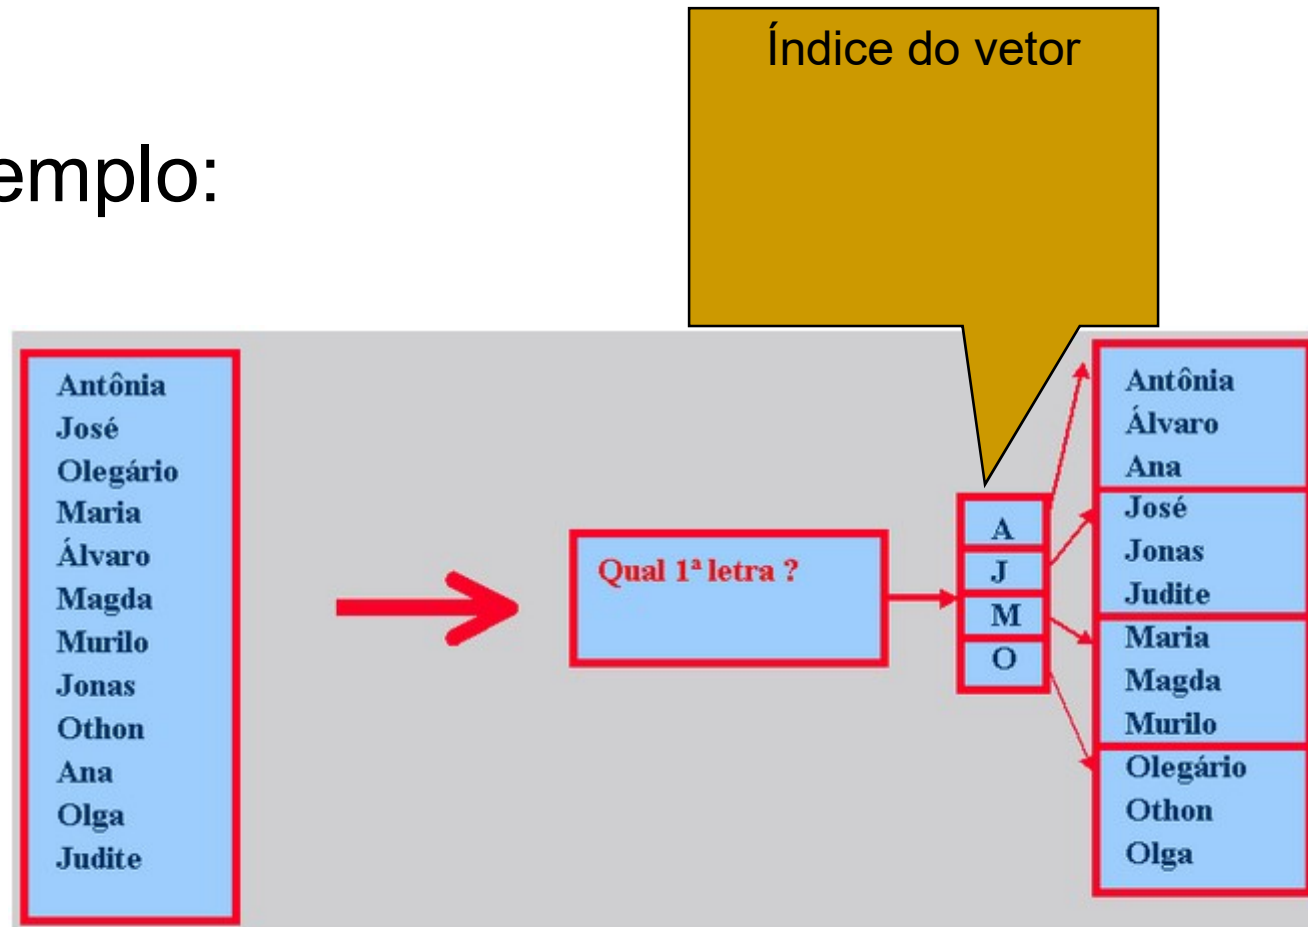 Índice do vetor
emplo:
Antônia
José
Olegário
Maria
Álvaro
Magda
Murilo
Jonas
Othon
Ana
Olga
Judite
Qual 1ª letra ?
A
J
M
O
Antônia
Álvaro
Ana
José
Jonas
Judite
Maria
Magda
Murilo
Olegário
Othon
Olga